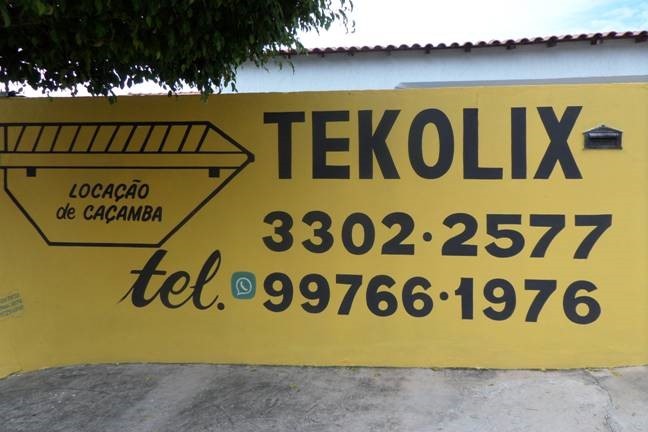 TEKOLIX
LOCAÇÃO
de CAÇAMBA
3302·2577
tel. 99766·1976